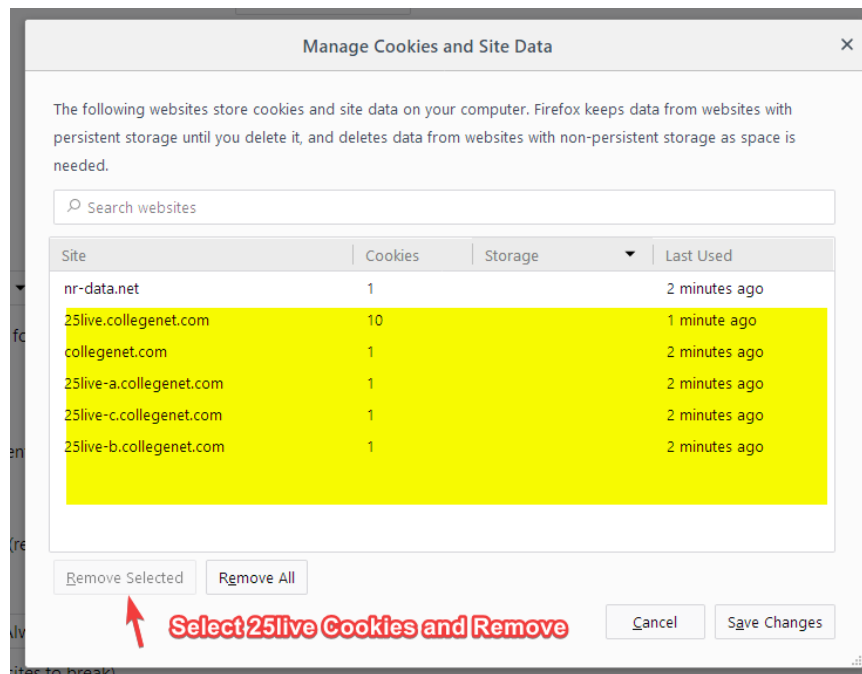 Manage Cookies and Site Data
The following websites store cookies and site data on your computer. Firefox keeps data from websites with
persistent storage until you delete it, and deletes data from websites with non-persistent storage as space is
needed.
Search websites
Site Cookies Storage Last Used
nr-data.net 1 2 minutes ago
25live.collegenet.com 10 1 minute ago
collegenet.com 1 2 minutes ago
25live-a.collegenet.com 1 2 minutes ago
25live-c.collegenet.com 1 2 minutes ago
25live-b.collegenet.com 1 2 minutes ago
Remove Selected Remove All
Select 25live Cookies and Remove
Cancel Save Changes